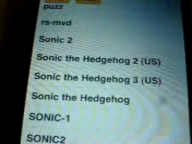 puzz
rs-mvd
Sonic 2
Sonic the Hedgehog 2 (US)
Sonic the Hedgehog 3 (US)
Sonic the Hedgehog
SONIC-1
SONIC2